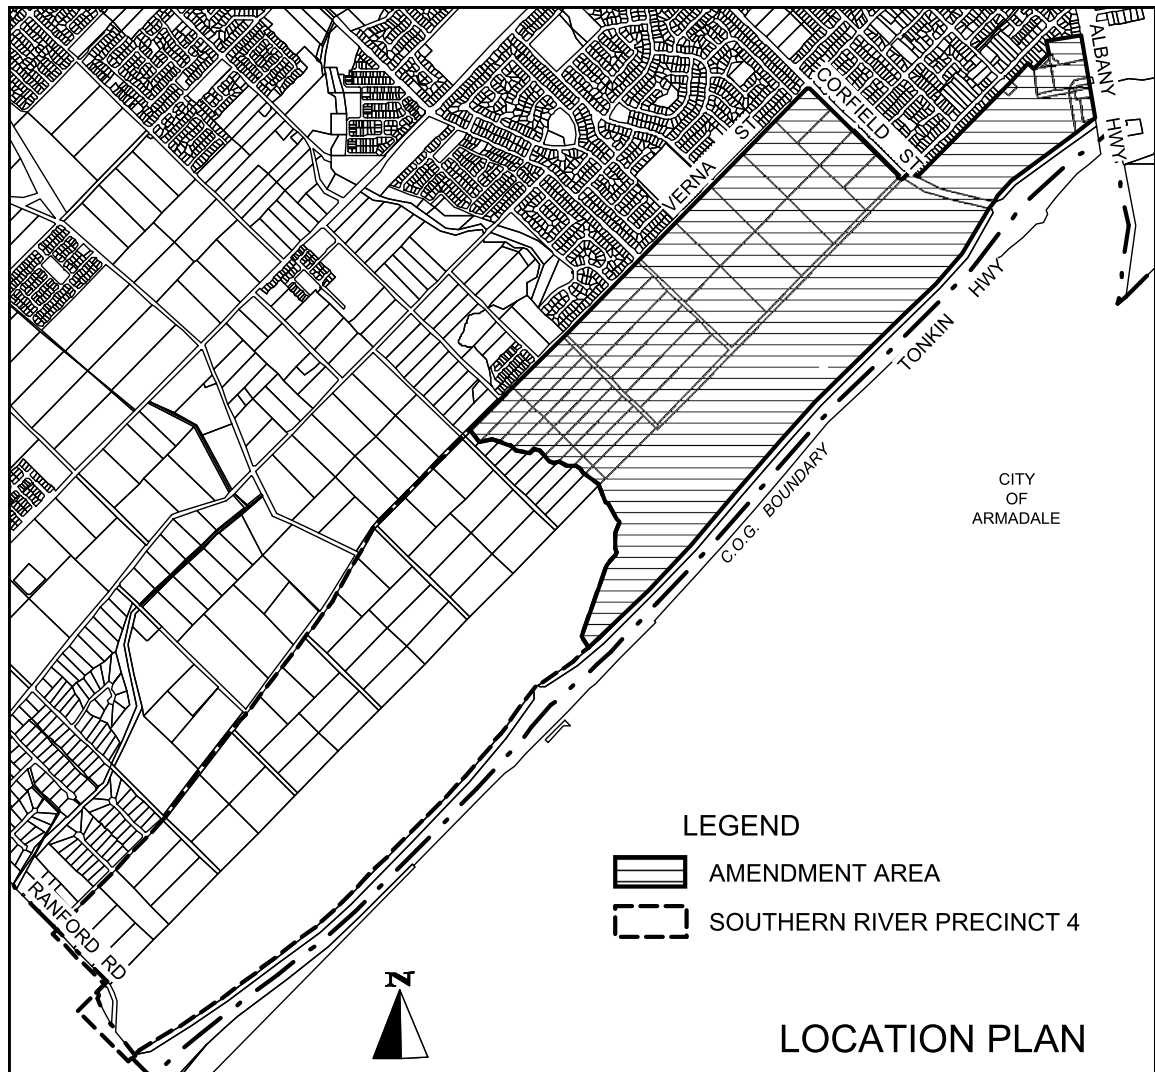 ALBANY HWY
CORFIELD ST
VERNA ST
TONKIN HWY
C.O.G. BOUNDARY
CITY
OF
ARMADALE
LEGEND
AMENDMENT AREA
SOUTHERN RIVER PRECINCT 4
RANFORD RD
N
LOCATION PLAN